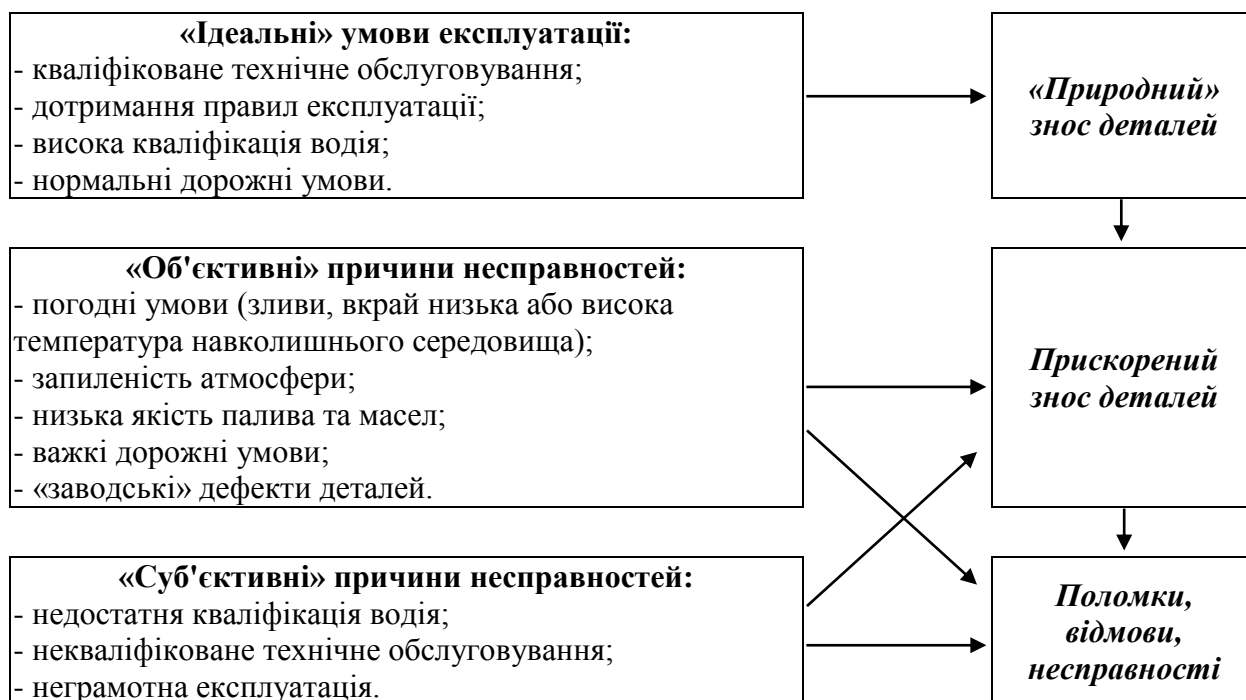 «Ідеальні» умови експлуатації:
- кваліфіковане технічне обслуговування;
- дотримання правил експлуатації;
- висока кваліфікація водія;
- нормальні дорожні умови.
«Природний»
знос деталей
«Об'єктивні» причини несправностей:
- погодні умови (зливи, вкрай низька або висока
температура навколишнього середовища);
- запиленість атмосфери;
- низька якість палива та масел;
- важкі дорожні умови;
- «заводські» дефекти деталей.
Прискорений
знос деталей
«Суб'єктивні» причини несправностей:
- недостатня кваліфікація водія;
- некваліфіковане технічне обслуговування;
- неграмотна експлуатація.
Поломки,
відмови,
несправності